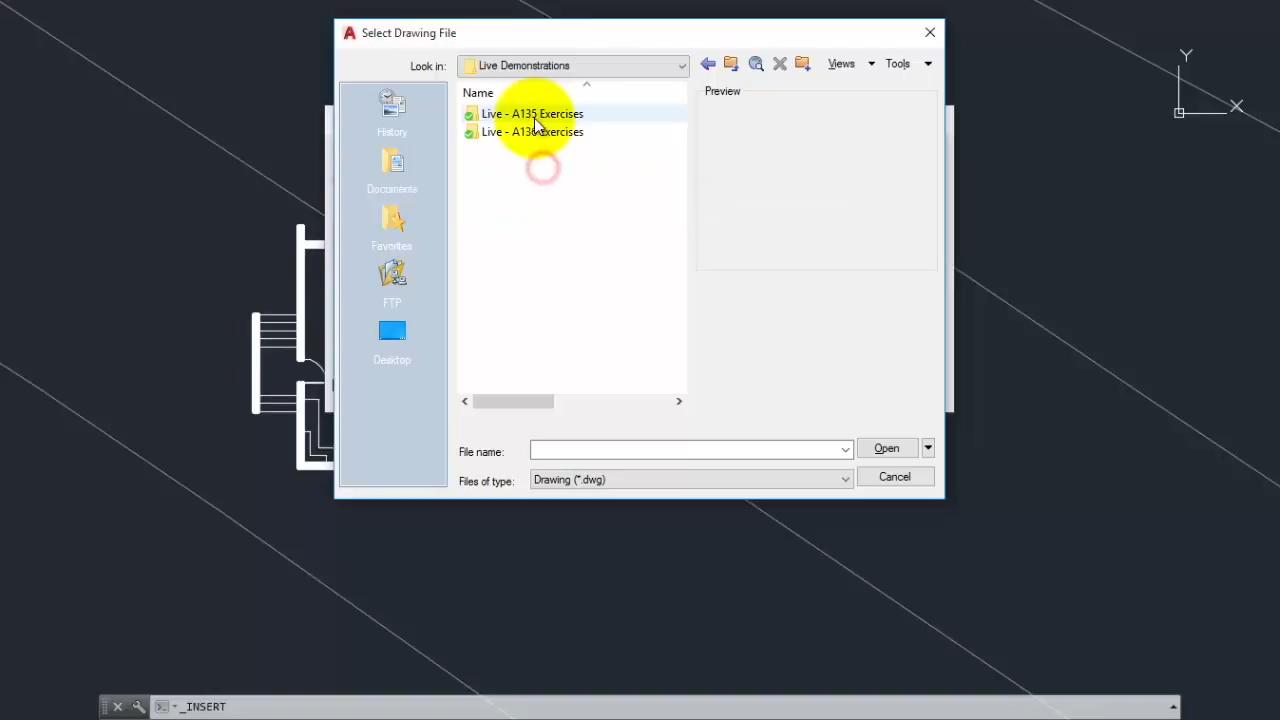 Select Drawing File
Look in: Live Demonstrations
Views Tools
Name
Live - A135 Exercises
Live - A136 Exercises
Preview
History
Documents
Favorites
FTP
Desktop
File name:
Open
Files of type: Drawing (*.dwg)
Cancel
Y
X
_INSERT